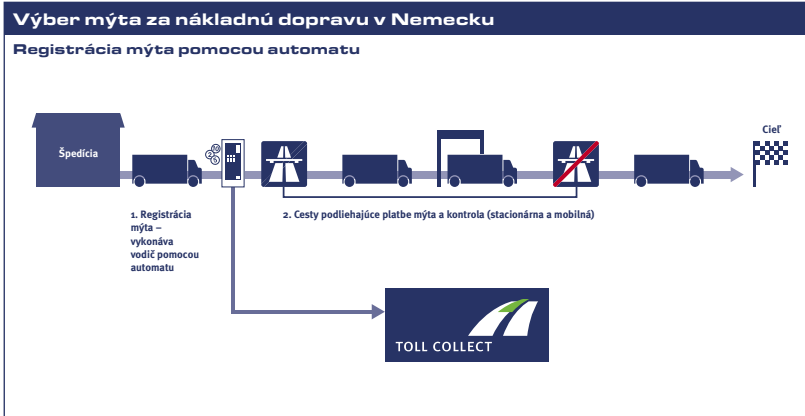 Výber mýta za nákladnú dopravu v Nemecku
Registrácia mýta pomocou automatu
Cieľ
Špedícia
1. Registrácia
mýta –
vykonáva
vodič pomocou
automatu
2. Cesty podliehajúce platbe mýta a kontrola (stacionárna a mobilná)
TOLL COLLECT